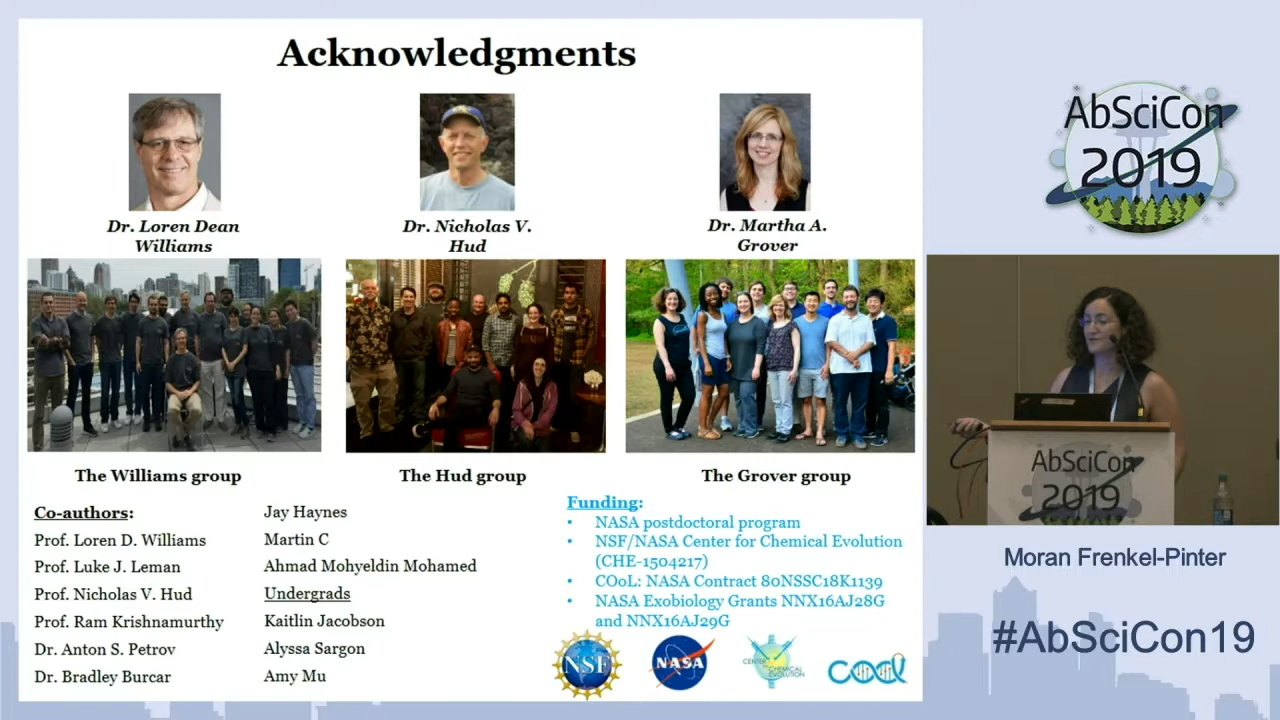 Acknowledgments
Dr. Loren Dean
Williams
Dr. Nicholas V.
Hud
Dr. Martha A.
Grover
The Williams group
The Hud group
The Grover group
Co-authors:
Prof. Loren D. Williams
Prof. Luke J. Leman
Prof. Nicholas V. Hud
Prof. Ram Krishnamurthy
Dr. Anton S. Petrov
Dr. Bradley Burcar
Jay Haynes
Martin C
Ahmad Mohyeldin Mohamed
Undergrads
Kaitlin Jacobson
Alyssa Sargon
Amy Mu
Funding:
• NASA postdoctoral program
• NSF/NASA Center for Chemical Evolution
(CHE-1504217)
• COoL: NASA Contract 80NSSC18K1139
• NASA Exobiology Grants NNX16AJ28G
and NNX16AJ29G
NSF
NASA
CENTER FOR
CHEMICAL
EVOLUTION
COOL
AbSciCon
2019
AbSciCon
2019
Moran Frenkel-Pinter
#AbSciCon19